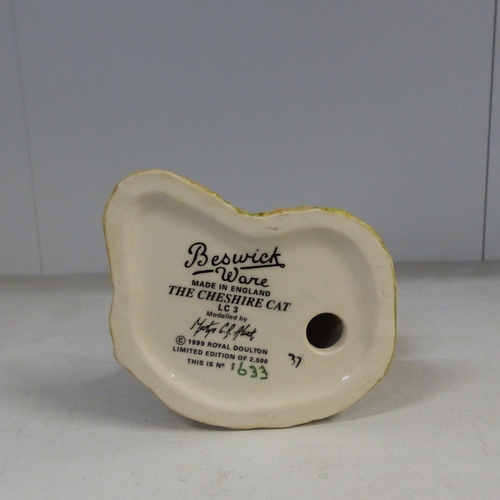 Beswick
Ware
MADE IN ENGLAND
THE CHESHIRE CAT
LC 3
Modelled by
© 1999 ROYAL DOULTON
LIMITED EDITION OF 2,500
THIS IS Nº 1633
37